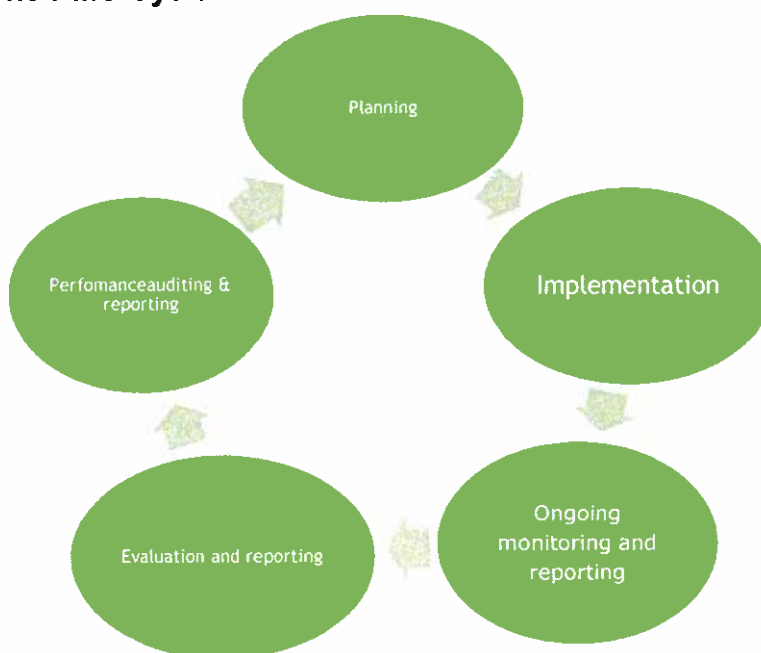 Planning
Implementation
Ongoing
monitoring and
reporting
Evaluation and reporting
Perfomanceauditing &
reporting